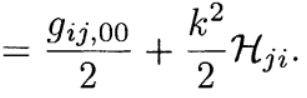 = \frac{g_{ij,00}}{2} + \frac{k^2}{2} \mathcal{H}_{ji}.